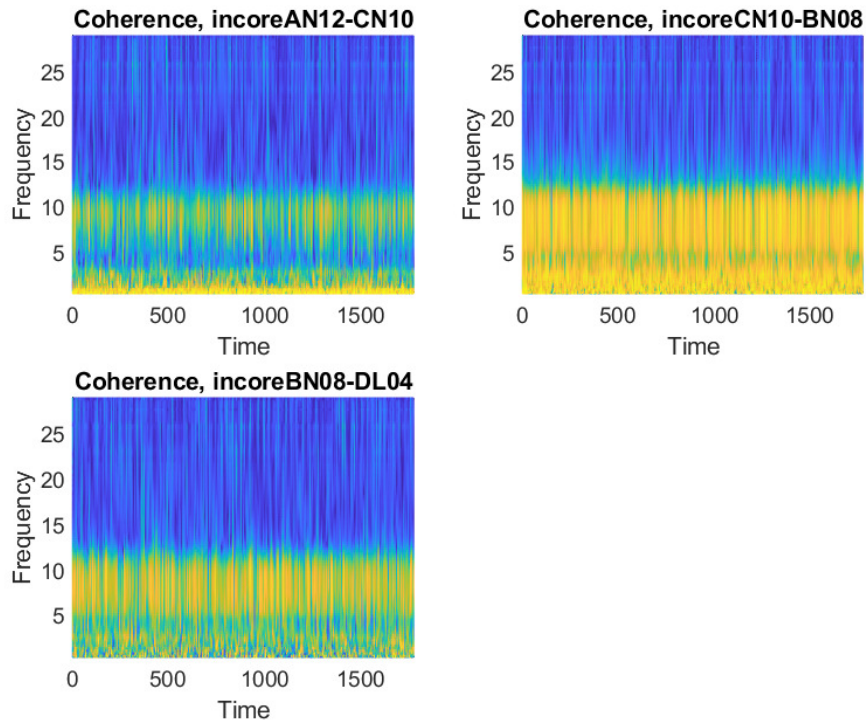 Coherence, incoreAN12-CN10
25
20
15
10
5
Frequency
0 500 1000 1500
Time
Coherence, incoreCN10-BN08
25
20
15
10
5
Frequency
0 500 1000 1500
Time
Coherence, incoreBN08-DL04
25
20
15
10
5
Frequency
0 500 1000 1500
Time